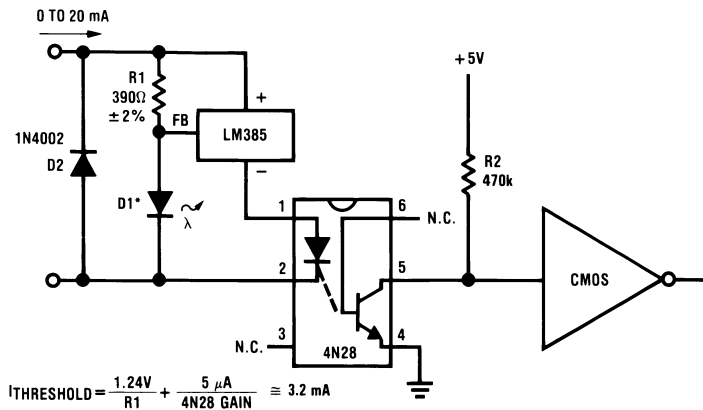 0 TO 20 mA
+5V
R1
390Ω
±2%
FB
+
LM385
−
1N4002
D2
D1*
λ
R2
470k
1
6
N.C.
2
5
CMOS
3
N.C.
4
4N28
ITHRESHOLD = 1.24V / R1 + 5 μA / 4N28 GAIN ≅ 3.2 mA